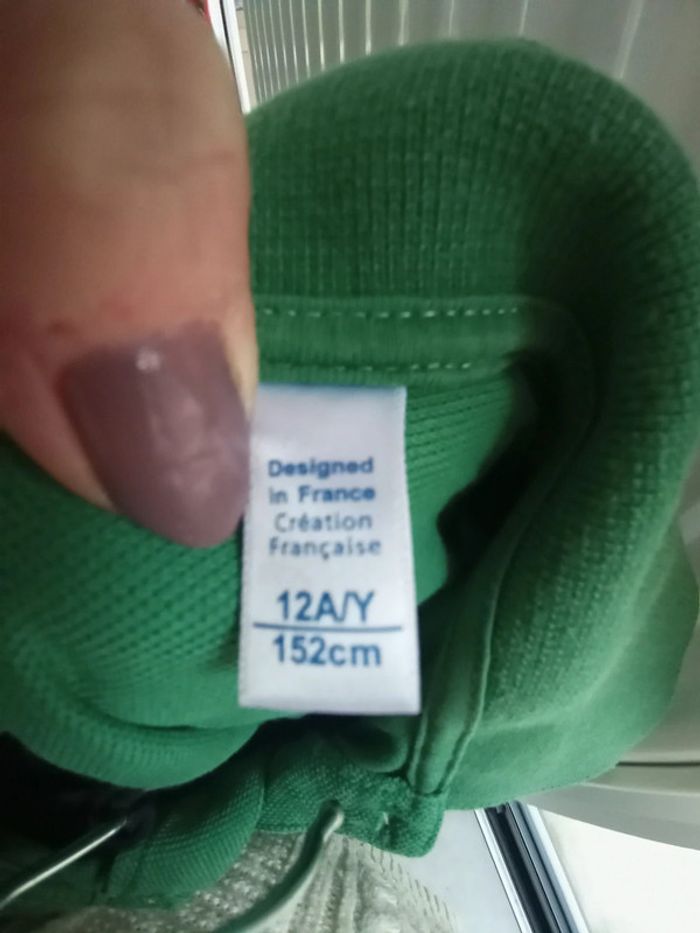 Designed
in France
Création
Française
12A/Y
152cm